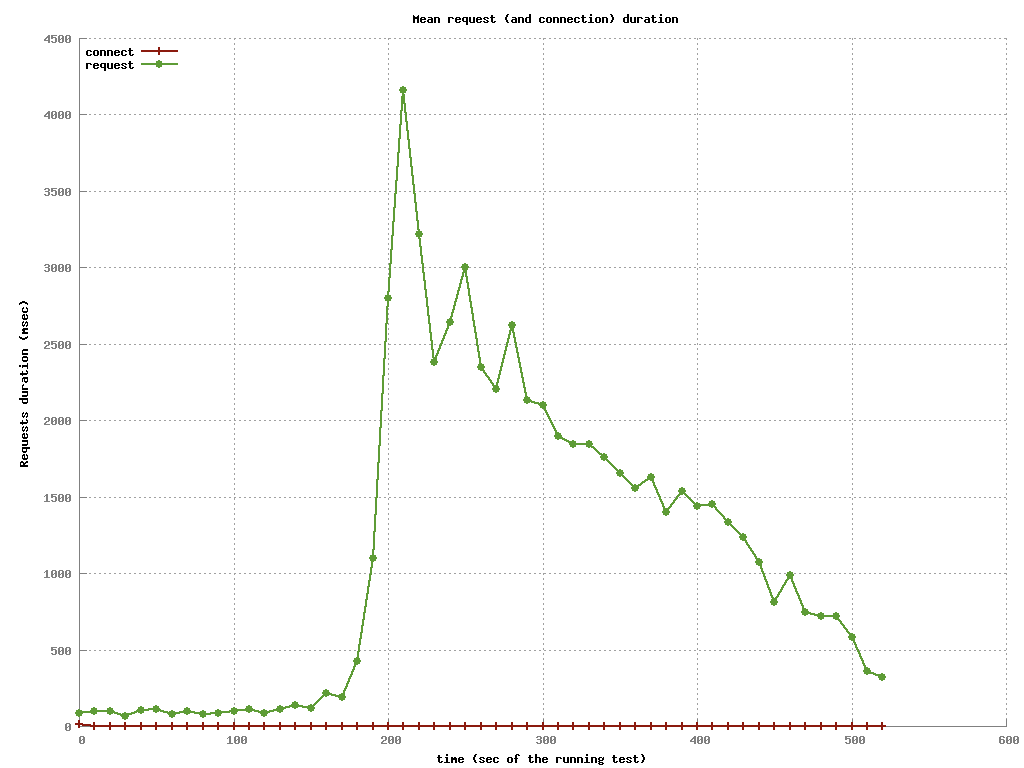 Mean request (and connection) duration
4500
connect
request
4000
3500
3000
2500
2000
1500
1000
500
0
Requests duration (msec)
0 100 200 300 400 500 600
time (sec of the running test)